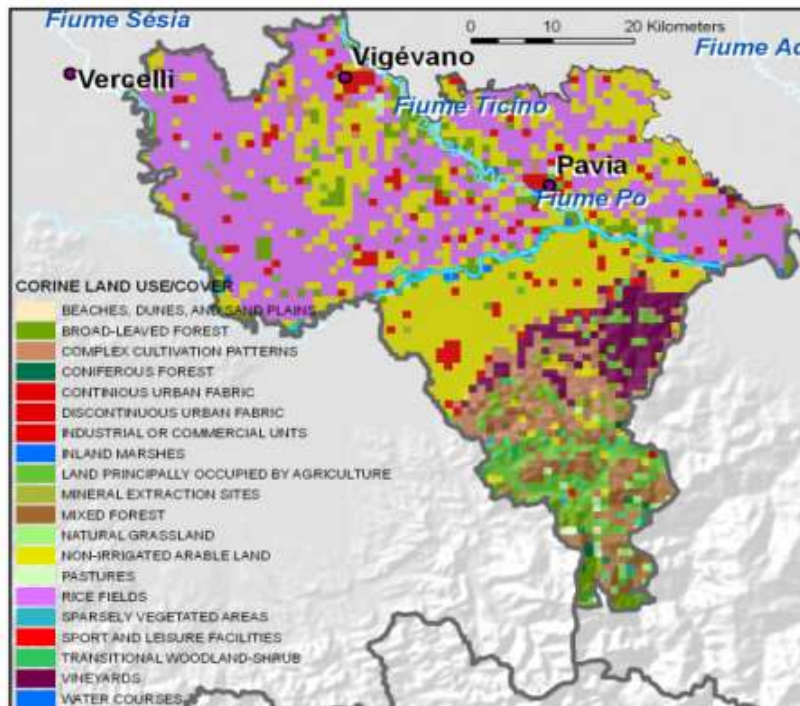 Fiume Sésia
0 10 20 Kilometers
Fiume Ad
Vigévano
Vercelli
Fiume Ticino
Pavia
Fiume Po
CORINE LAND USE/COVER
BEACHES, DUNES, AND SAND PLAINS
BROAD-LEAVED FOREST
COMPLEX CULTIVATION PATTERNS
CONIFEROUS FOREST
CONTINIOUS URBAN FABRIC
DISCONTINUOUS URBAN FABRIC
INDUSTRIAL OR COMMERCIAL UNTS
INLAND MARSHES
LAND PRINCIPALLY OCCUPIED BY AGRICULTURE
MINERAL EXTRACTION SITES
MIXED FOREST
NATURAL GRASSLAND
NON-IRRIGATED ARABLE LAND
PASTURES
RICE FIELDS
SPARSELY VEGETATED AREAS
SPORT AND LEISURE FACILITIES
TRANSITIONAL WOODLAND-SHRUB
VINEYARDS
WATER COURSES